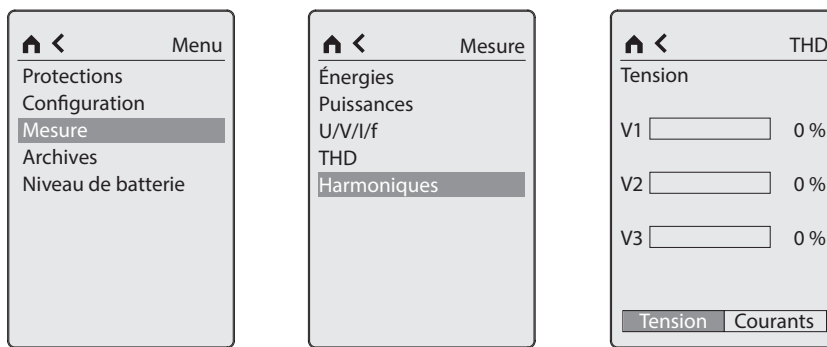 Menu
Protections
Configuration
Mesure
Archives
Niveau de batterie
Mesure
Énergies
Puissances
U/V/I/f
THD
Harmoniques
THD
Tension
V1 0 %
V2 0 %
V3 0 %
Tension Courants